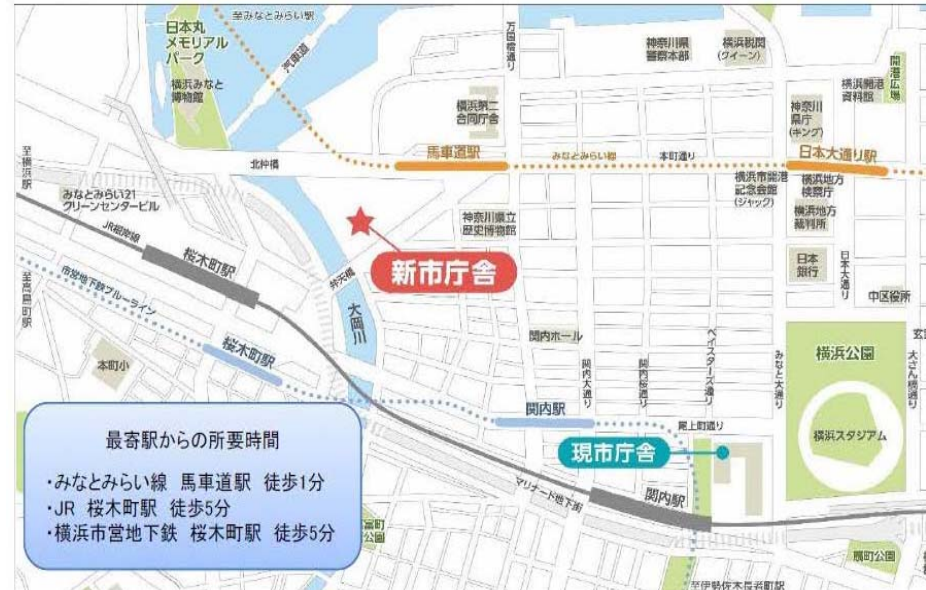 至みなとみらい駅
日本丸
メモリアル
パーク
汽車道
横浜みなと
博物館
万国橋通り
神奈川県
警察本部
横浜税関
(クイーン)
開港広場
横浜開港
資料館
横浜第二
合同庁舎
神奈川
県庁
(キング)
北仲橋
馬車道駅
みなとみらい線
本町通り
日本大通り駅
至横浜駅
みなとみらい21
グリーンセンタービル
JR根岸線
桜木町駅
横浜市開港
記念会館
(ジャック)
横浜地方
検察庁
横浜地方
裁判所
神奈川県立
歴史博物館
新市庁舎
弁天橋
大岡川
日本
銀行
日本大通り
中区役所
至高島町駅
市営地下鉄ブルーライン
桜木町駅
本町小
関内ホール
関内大通り
関内桜通り
ベイスターズ通り
みなと大通り
横浜公園
大さん橋通り
横浜スタジアム
関内駅
尾上町通り
現市庁舎
マリナード地下街
関内駅
至伊勢佐木長者町駅
最寄駅からの所要時間
・みなとみらい線 馬車道駅 徒歩1分
・JR 桜木町駅 徒歩5分
・横浜市営地下鉄 桜木町駅 徒歩5分